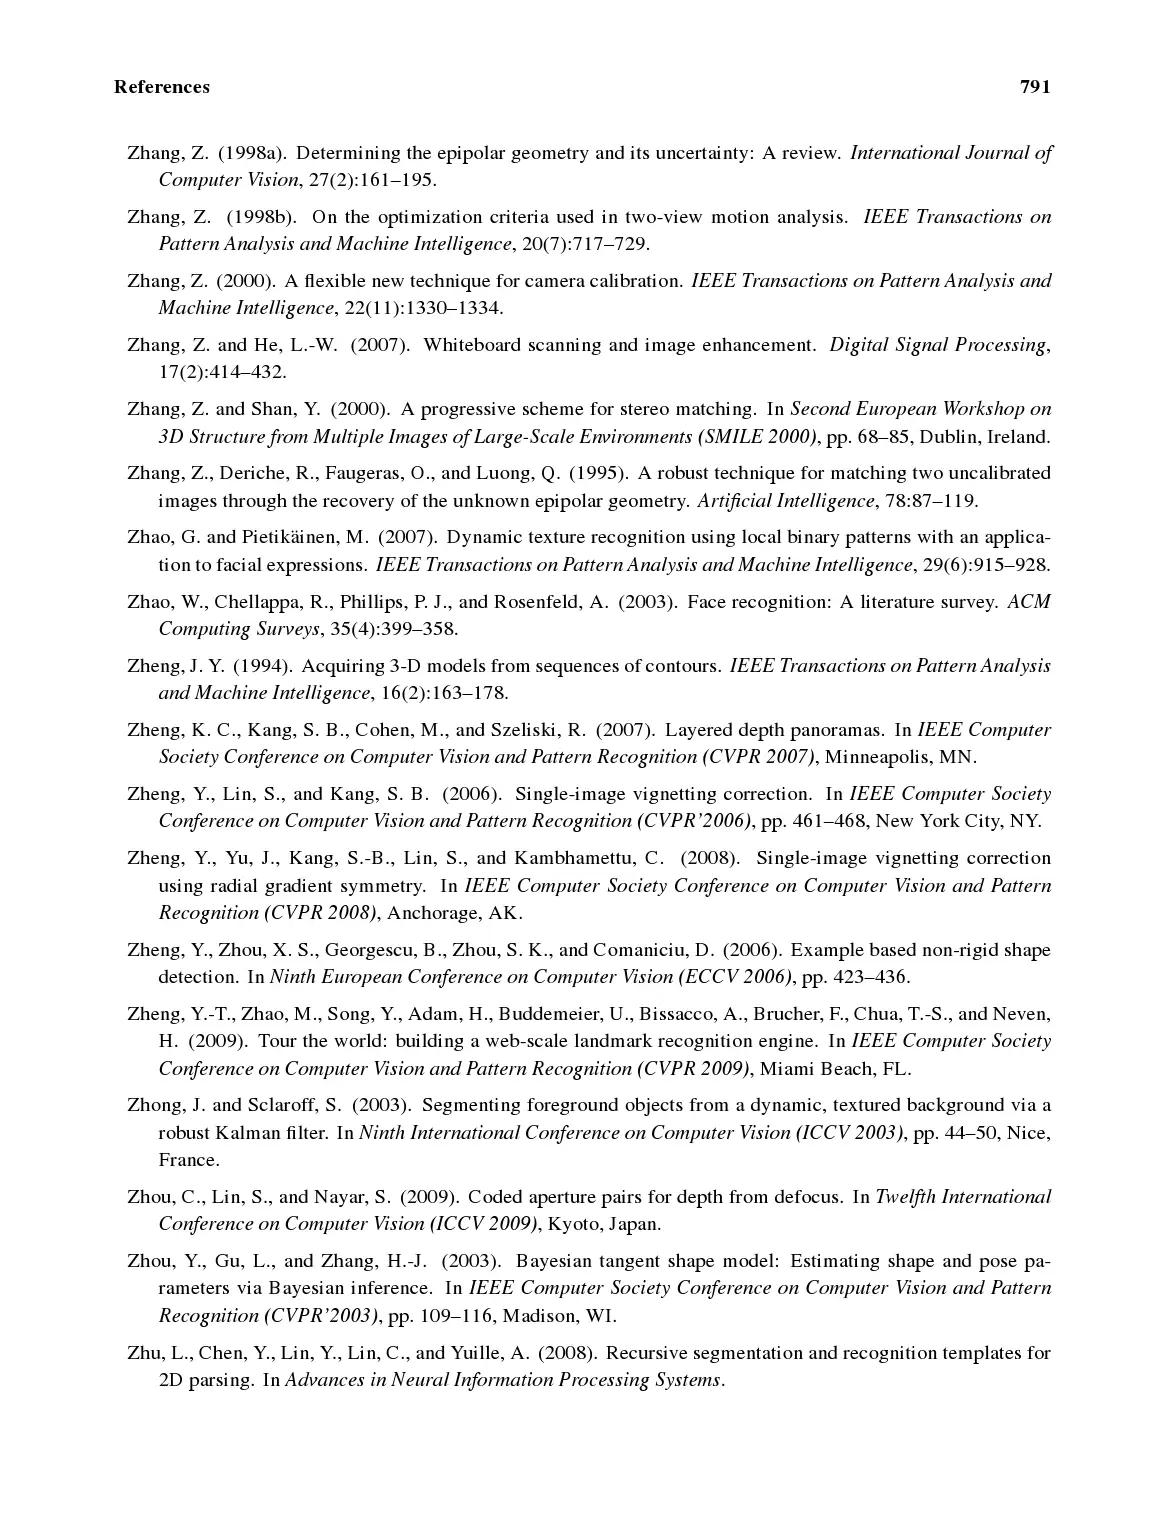 References 791
Zhang, Z. (1998a). Determining the epipolar geometry and its uncertainty: A review. International Journal of
Computer Vision, 27(2):161–195.
Zhang, Z. (1998b). On the optimization criteria used in two-view motion analysis. IEEE Transactions on
Pattern Analysis and Machine Intelligence, 20(7):717–729.
Zhang, Z. (2000). A flexible new technique for camera calibration. IEEE Transactions on Pattern Analysis and
Machine Intelligence, 22(11):1330–1334.
Zhang, Z. and He, L.-W. (2007). Whiteboard scanning and image enhancement. Digital Signal Processing,
17(2):414–432.
Zhang, Z. and Shan, Y. (2000). A progressive scheme for stereo matching. In Second European Workshop on
3D Structure from Multiple Images of Large-Scale Environments (SMILE 2000), pp. 68–85, Dublin, Ireland.
Zhang, Z., Deriche, R., Faugeras, O., and Luong, Q. (1995). A robust technique for matching two uncalibrated
images through the recovery of the unknown epipolar geometry. Artificial Intelligence, 78:87–119.
Zhao, G. and Pietikäinen, M. (2007). Dynamic texture recognition using local binary patterns with an applica-
tion to facial expressions. IEEE Transactions on Pattern Analysis and Machine Intelligence, 29(6):915–928.
Zhao, W., Chellappa, R., Phillips, P. J., and Rosenfeld, A. (2003). Face recognition: A literature survey. ACM
Computing Surveys, 35(4):399–358.
Zheng, J. Y. (1994). Acquiring 3-D models from sequences of contours. IEEE Transactions on Pattern Analysis
and Machine Intelligence, 16(2):163–178.
Zheng, K. C., Kang, S. B., Cohen, M., and Szeliski, R. (2007). Layered depth panoramas. In IEEE Computer
Society Conference on Computer Vision and Pattern Recognition (CVPR 2007), Minneapolis, MN.
Zheng, Y., Lin, S., and Kang, S. B. (2006). Single-image vignetting correction. In IEEE Computer Society
Conference on Computer Vision and Pattern Recognition (CVPR'2006), pp. 461–468, New York City, NY.
Zheng, Y., Yu, J., Kang, S.-B., Lin, S., and Kambhamettu, C. (2008). Single-image vignetting correction
using radial gradient symmetry. In IEEE Computer Society Conference on Computer Vision and Pattern
Recognition (CVPR 2008), Anchorage, AK.
Zheng, Y., Zhou, X. S., Georgescu, B., Zhou, S. K., and Comaniciu, D. (2006). Example based non-rigid shape
detection. In Ninth European Conference on Computer Vision (ECCV 2006), pp. 423–436.
Zheng, Y.-T., Zhao, M., Song, Y., Adam, H., Buddemeier, U., Bissacco, A., Brucher, F., Chua, T.-S., and Neven,
H. (2009). Tour the world: building a web-scale landmark recognition engine. In IEEE Computer Society
Conference on Computer Vision and Pattern Recognition (CVPR 2009), Miami Beach, FL.
Zhong, J. and Sclaroff, S. (2003). Segmenting foreground objects from a dynamic, textured background via a
robust Kalman filter. In Ninth International Conference on Computer Vision (ICCV 2003), pp. 44–50, Nice,
France.
Zhou, C., Lin, S., and Nayar, S. (2009). Coded aperture pairs for depth from defocus. In Twelfth International
Conference on Computer Vision (ICCV 2009), Kyoto, Japan.
Zhou, Y., Gu, L., and Zhang, H.-J. (2003). Bayesian tangent shape model: Estimating shape and pose pa-
rameters via Bayesian inference. In IEEE Computer Society Conference on Computer Vision and Pattern
Recognition (CVPR'2003), pp. 109–116, Madison, WI.
Zhu, L., Chen, Y., Lin, Y., Lin, C., and Yuille, A. (2008). Recursive segmentation and recognition templates for
2D parsing. In Advances in Neural Information Processing Systems.